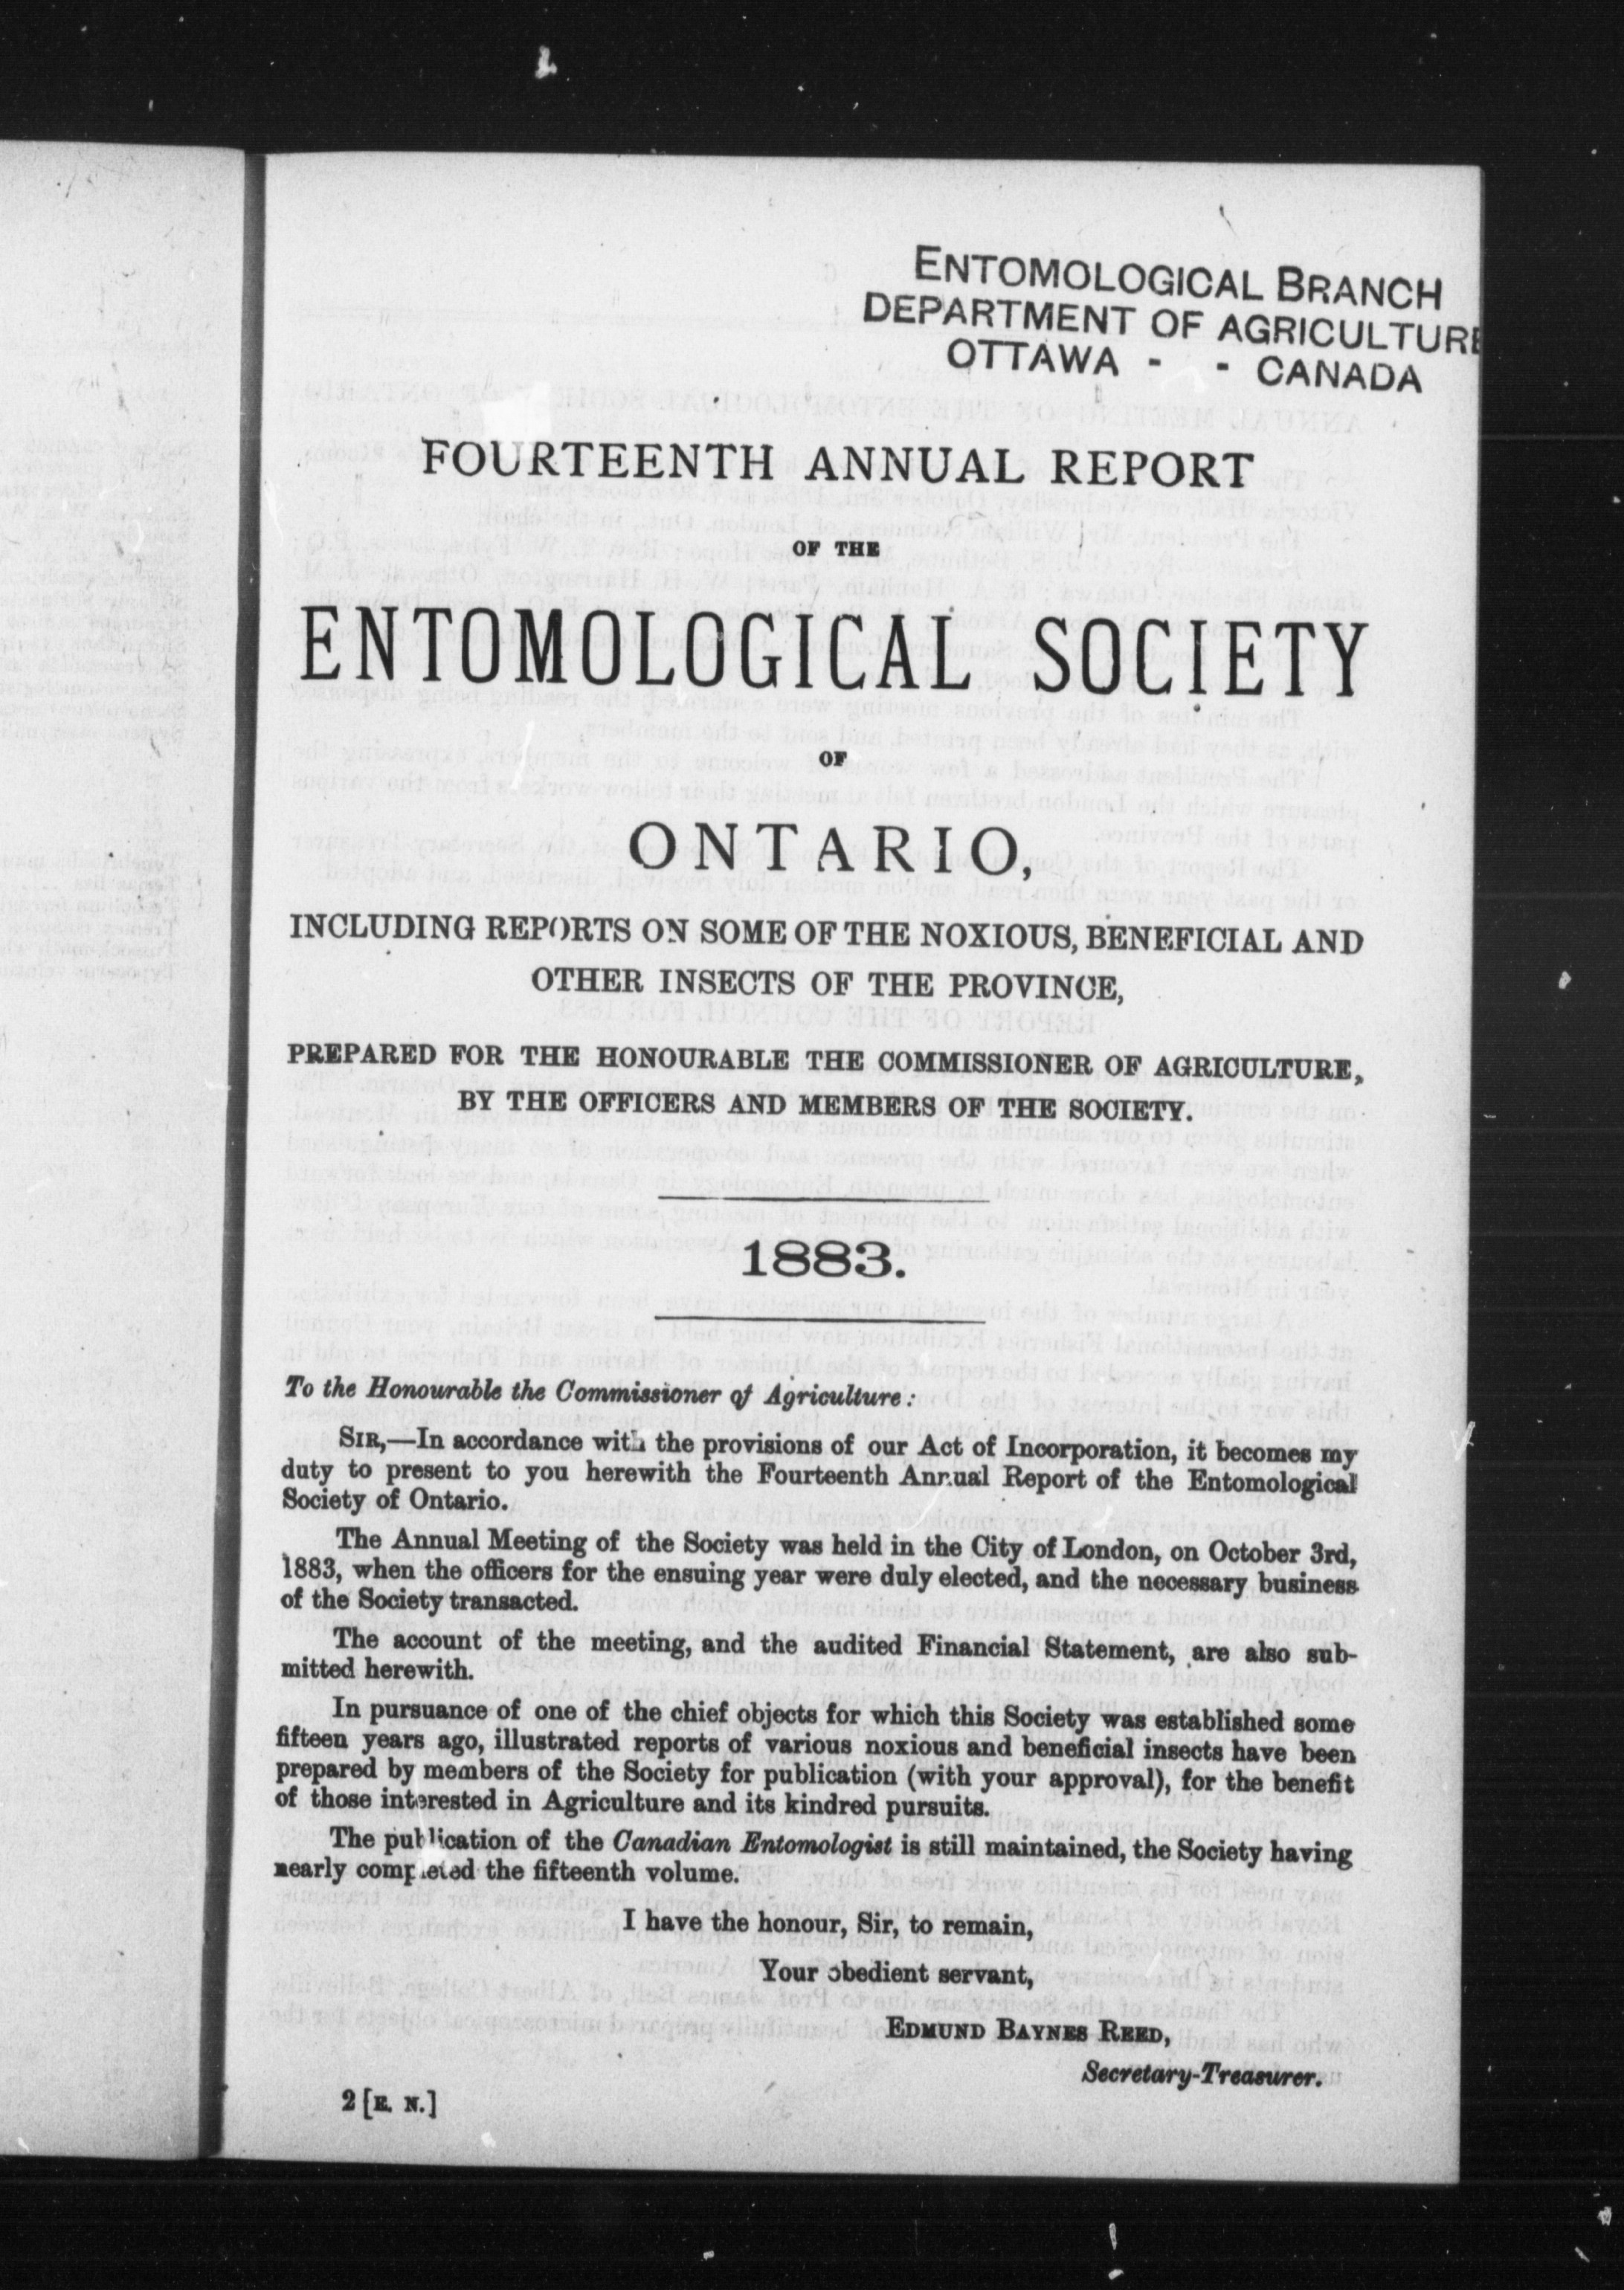 ENTOMOLOGICAL BRANCH
DEPARTMENT OF AGRICULTURE
OTTAWA - - CANADA
FOURTEENTH ANNUAL REPORT
OF THE
ENTOMOLOGICAL SOCIETY
OF
ONTARIO,
INCLUDING REPORTS ON SOME OF THE NOXIOUS, BENEFICIAL AND
OTHER INSECTS OF THE PROVINCE,
PREPARED FOR THE HONOURABLE THE COMMISSIONER OF AGRICULTURE,
BY THE OFFICERS AND MEMBERS OF THE SOCIETY.
1883.
To the Honourable the Commissioner of Agriculture:
SIR,—In accordance with the provisions of our Act of Incorporation, it becomes my
duty to present to you herewith the Fourteenth Annual Report of the Entomological
Society of Ontario.
The Annual Meeting of the Society was held in the City of London, on October 3rd,
1883, when the officers for the ensuing year were duly elected, and the necessary business
of the Society transacted.
The account of the meeting, and the audited Financial Statement, are also sub-
mitted herewith.
In pursuance of one of the chief objects for which this Society was established some
fifteen years ago, illustrated reports of various noxious and beneficial insects have been
prepared by members of the Society for publication (with your approval), for the benefit
of those interested in Agriculture and its kindred pursuits.
The publication of the Canadian Entomologist is still maintained, the Society having
nearly completed the fifteenth volume.
I have the honour, Sir, to remain,
Your obedient servant,
EDMUND BAYNES REED,
Secretary-Treasurer.
2 [E. N.]